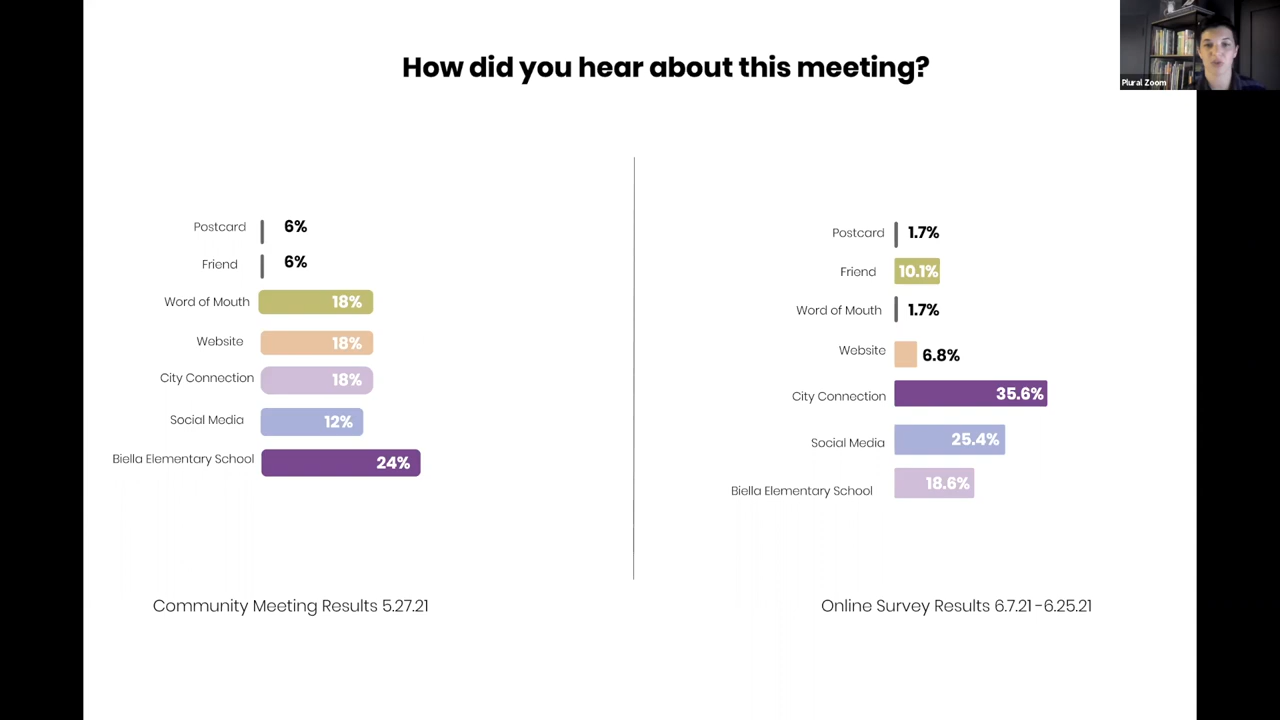 How did you hear about this meeting?
Plural Zoom
Postcard 6%
Friend 6%
Word of Mouth 18%
Website 18%
City Connection 18%
Social Media 12%
Biella Elementary School 24%
Community Meeting Results 5.27.21
Postcard 1.7%
Friend 10.1%
Word of Mouth 1.7%
Website 6.8%
City Connection 35.6%
Social Media 25.4%
Biella Elementary School 18.6%
Online Survey Results 6.7.21 -6.25.21